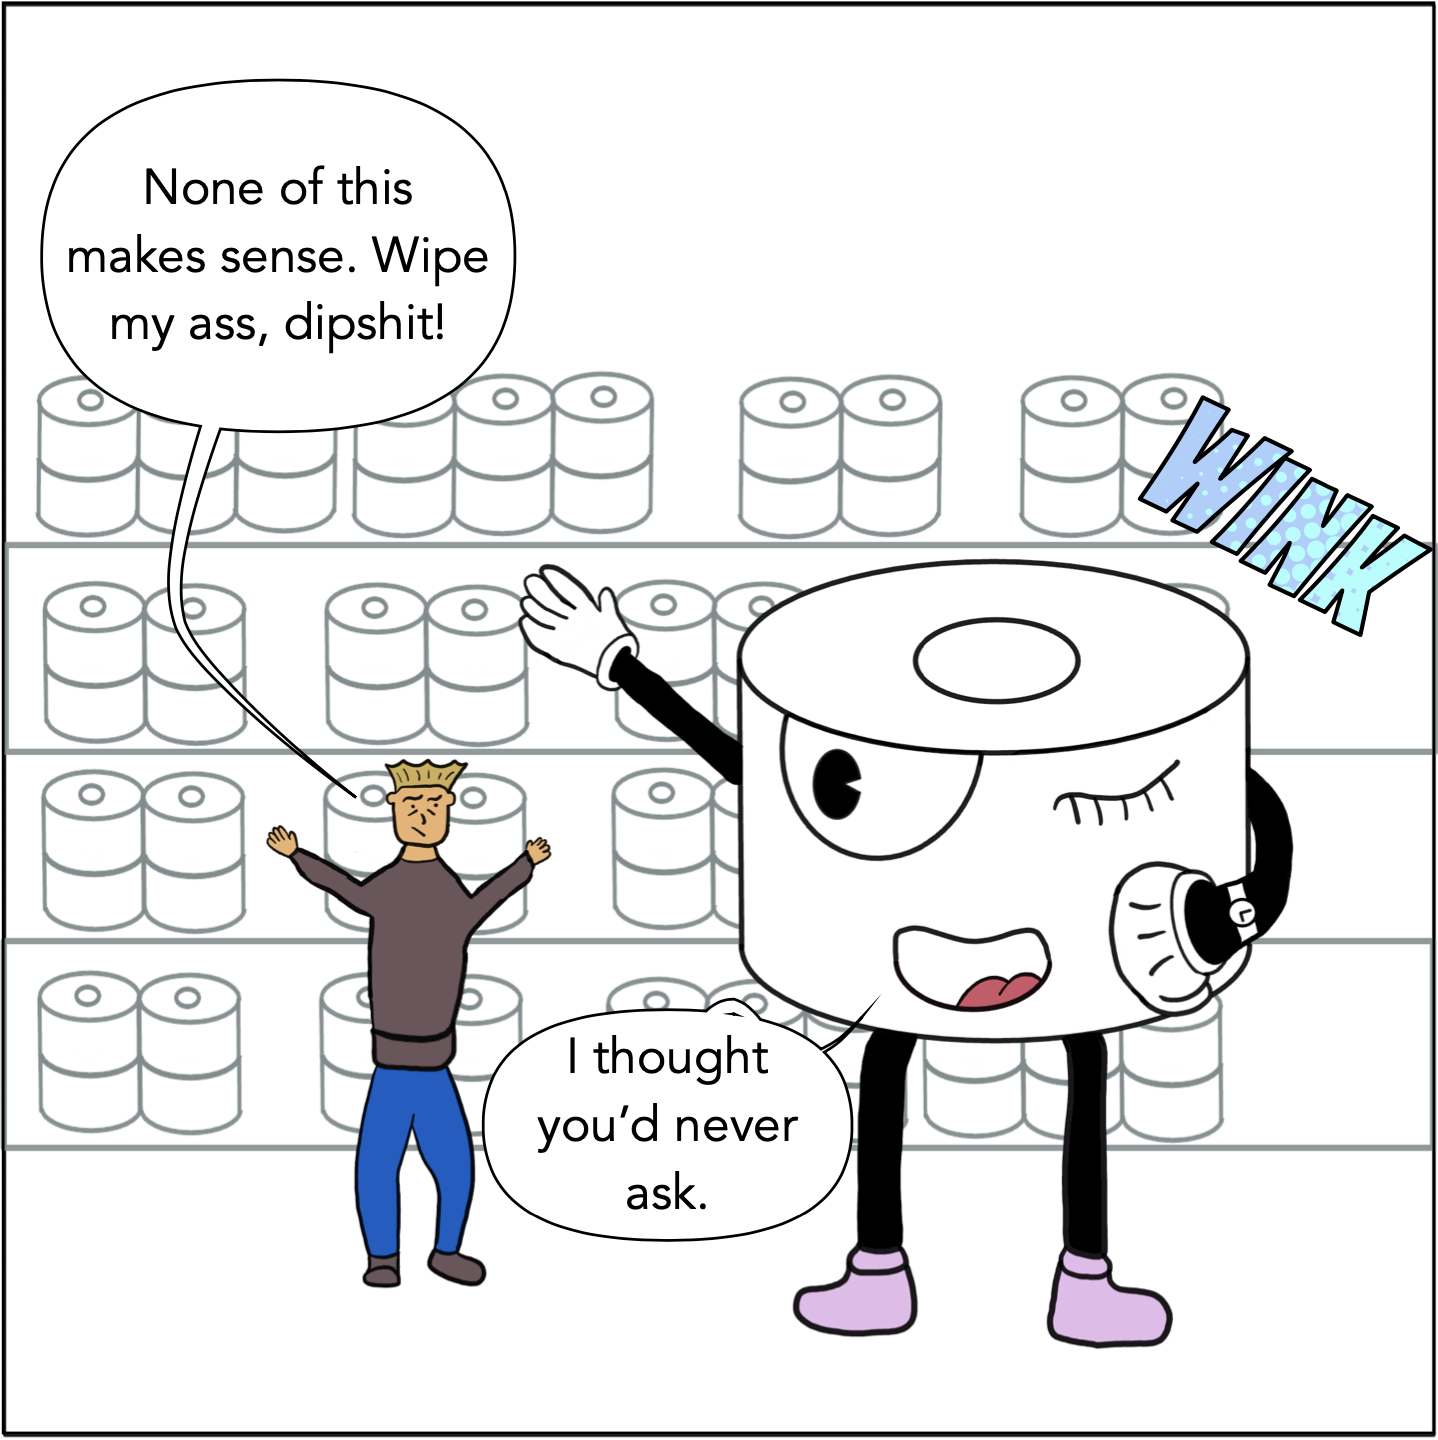 None of this
makes sense. Wipe
my ass, dipshit!
WINK
I thought
you’d never
ask.